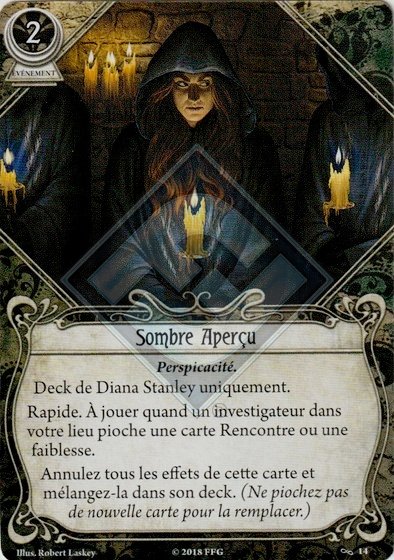 2
ÉVÉNEMENT
Sombre Aperçu
Perspicacité.
Deck de Diana Stanley uniquement.
Rapide. À jouer quand un investigateur dans
votre lieu pioche une carte Rencontre ou une
faiblesse.
Annulez tous les effets de cette carte et
mélangez-la dans son deck. (Ne piochez pas
de nouvelle carte pour la remplacer.)
Illus. Robert Laskey
© 2018 FFG
14